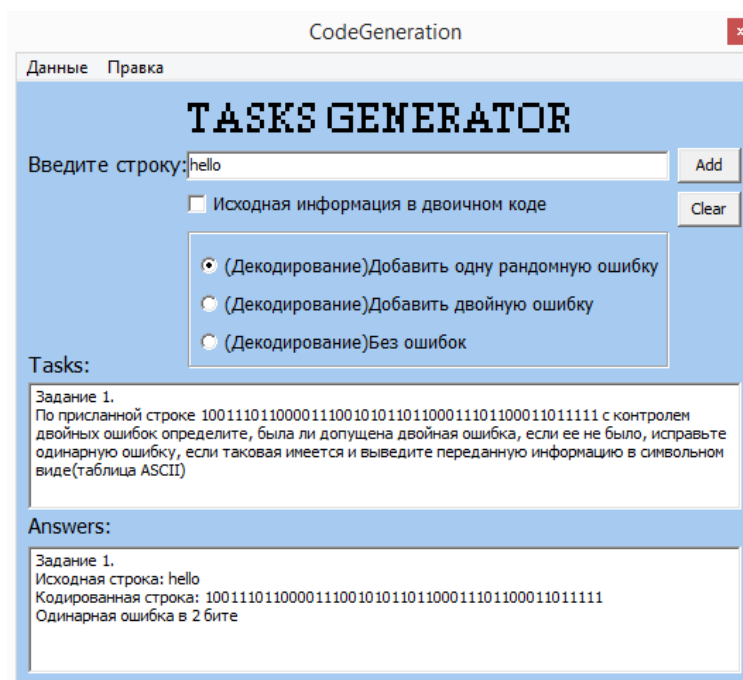 CodeGeneration
x
Данные Правка
TASKS GENERATOR
Введите строку: hello Add
Исходная информация в двоичном коде Clear
(Декодирование)Добавить одну рандомную ошибку
(Декодирование)Добавить двойную ошибку
(Декодирование)Без ошибок
Tasks:
Задание 1.
По присланной строке 10011101100001110010101101100011101100011011111 с контролем
двойных ошибок определите, была ли допущена двойная ошибка, если ее не было, исправьте
одинарную ошибку, если таковая имеется и выведите переданную информацию в символьном
виде(таблица ASCII)
Answers:
Задание 1.
Исходная строка: hello
Кодированная строка: 10011101100001110010101101100011101100011011111
Одинарная ошибка в 2 бите